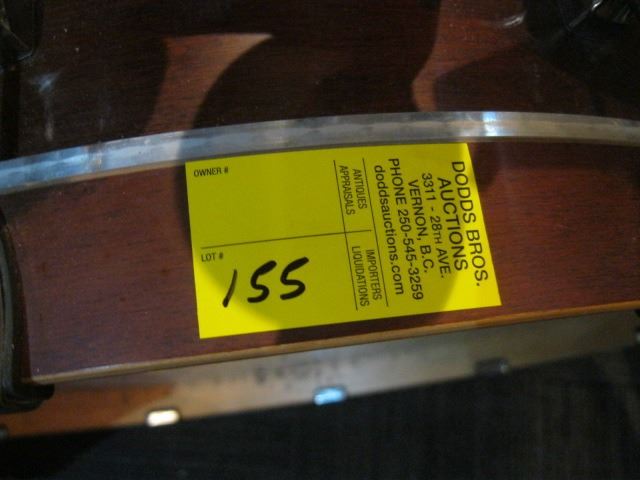 OWNER #
LOT #
155
DODDS BROS.
AUCTIONS
3311 - 28TH AVE.
VERNON, B.C.
PHONE 250-545-3259
doddsauctions.com
ANTIQUES
APPRAISALS
IMPORTERS
LIQUIDATIONS